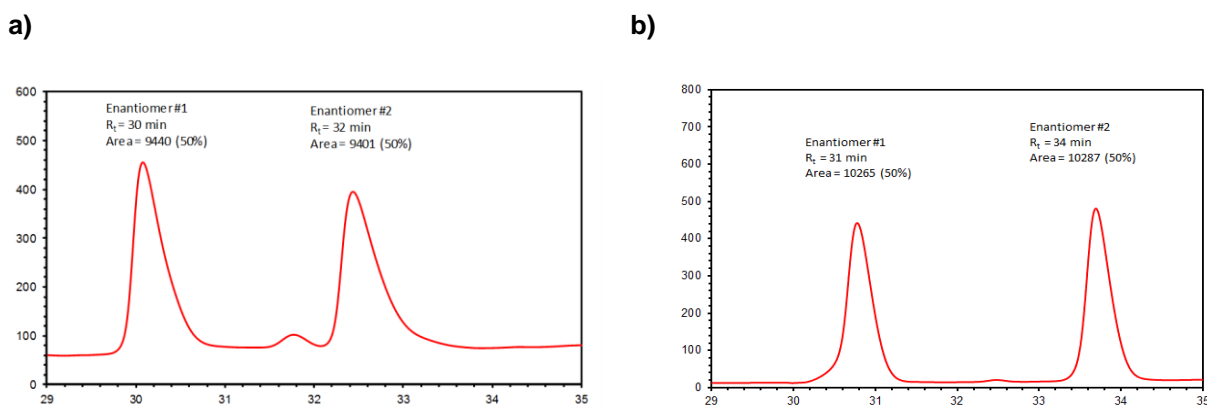 a)
b)
600
500
400
300
200
100
0
Enantiomer #1
Rt = 30 min
Area = 9440 (50%)
Enantiomer #2
Rt = 32 min
Area = 9401 (50%)
29 30 31 32 33 34 35
800
700
600
500
400
300
200
100
0
Enantiomer #1
Rt = 31 min
Area = 10265 (50%)
Enantiomer #2
Rt = 34 min
Area = 10287 (50%)
29 30 31 32 33 34 35